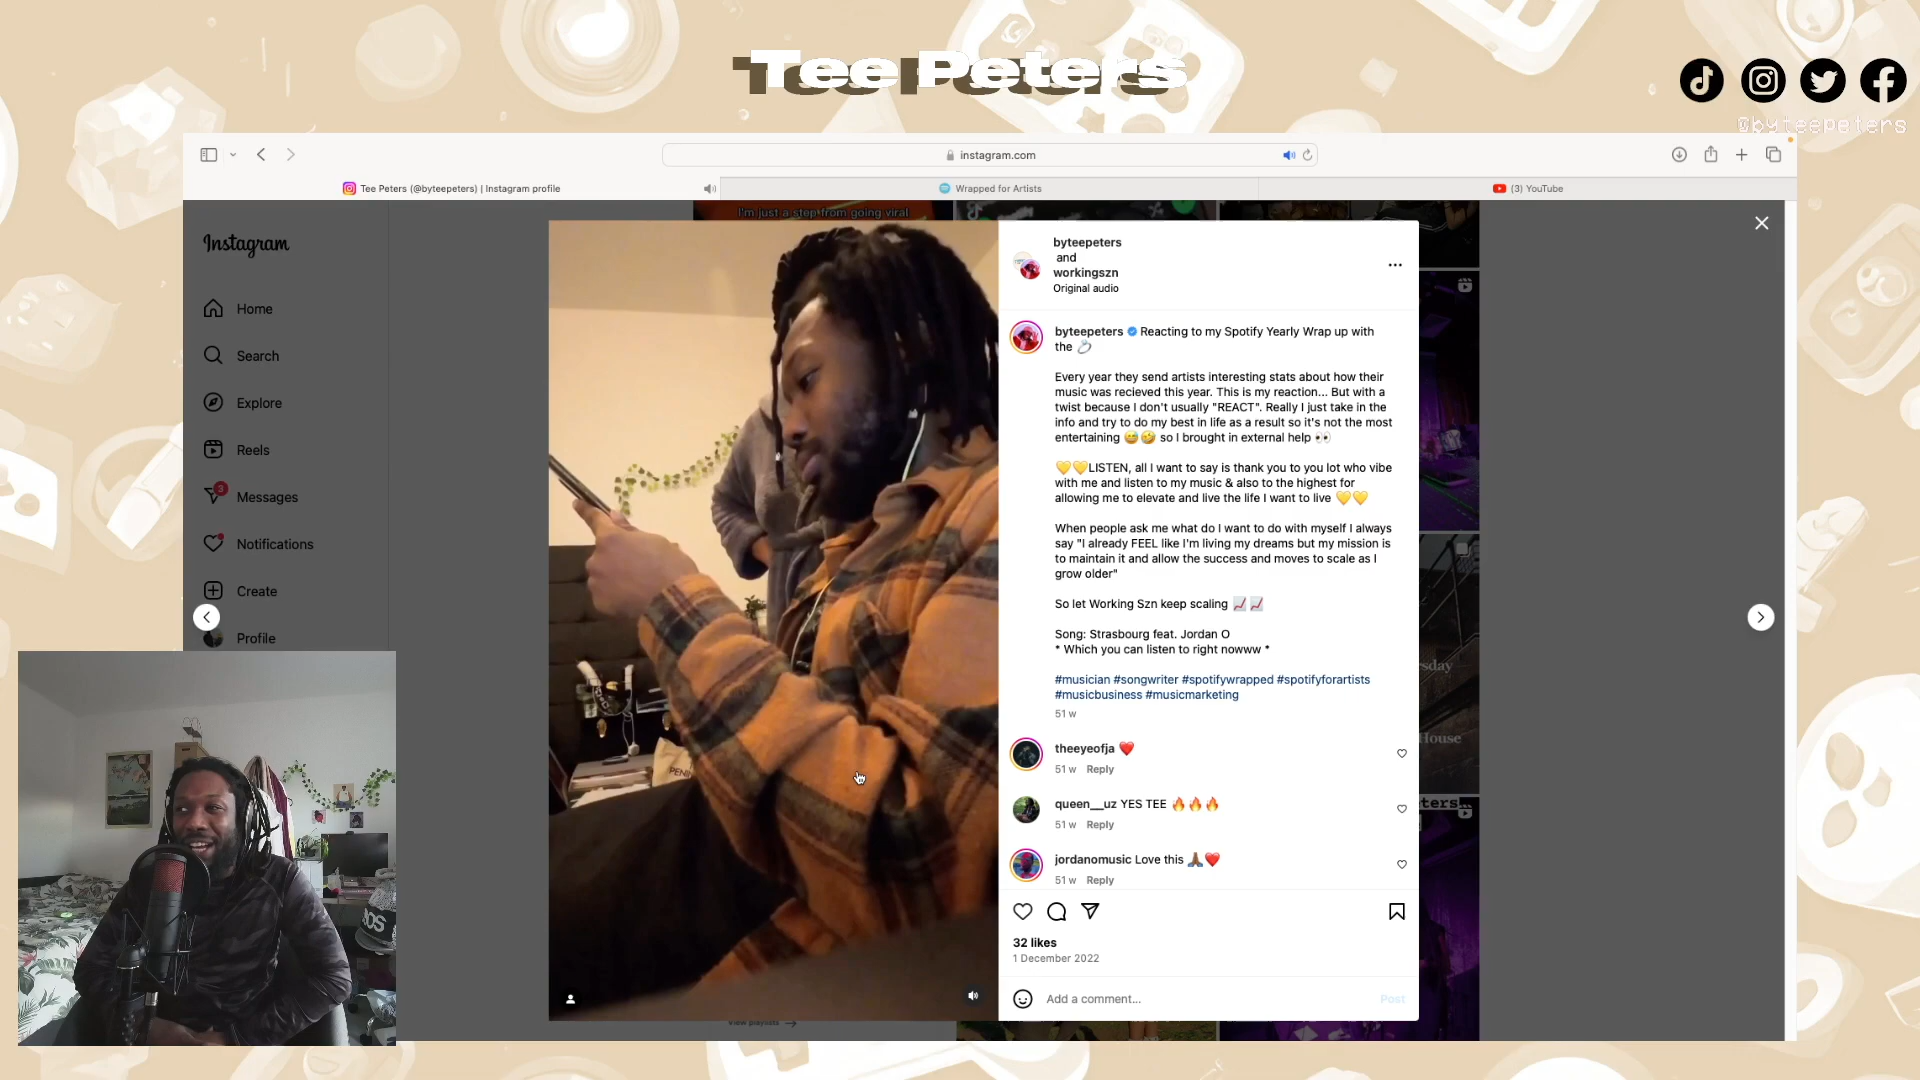 Tee Peters
@byteepeters
instagram.com
Tee Peters (@byteepeters) | Instagram profile
Wrapped for Artists
(3) YouTube
I'm just a step from going viral
Instagram
Home
Search
Explore
Reels
3
Messages
Notifications
Create
Profile
byteepeters
and
workingszn
Original audio
byteepeters Reacting to my Spotify Yearly Wrap up with
the 💍
Every year they send artists interesting stats about how their
music was recieved this year. This is my reaction... But with a
twist because I don't usually "REACT". Really I just take in the
info and try to do my best in life as a result so it's not the most
entertaining 😅🤣 so I brought in external help 👀
💛💛LISTEN, all I want to say is thank you to you lot who vibe
with me and listen to my music & also to the highest for
allowing me to elevate and live the life I want to live 💛💛
When people ask me what do I want to do with myself I always
say "I already FEEL like I'm living my dreams but my mission is
to maintain it and allow the success and moves to scale as I
grow older"
So let Working Szn keep scaling 📈📈
Song: Strasbourg feat. Jordan O
* Which you can listen to right nowww *
#musician #songwriter #spotifywrapped #spotifyforartists
#musicbusiness #musicmarketing
51 w
theeyeofja ❤️
51 w Reply
queen__uz YES TEE 🔥🔥🔥
51 w Reply
jordanomusic Love this 🙏🏾❤️
51 w Reply
32 likes
1 December 2022
Add a comment...
Post
View playlists
House